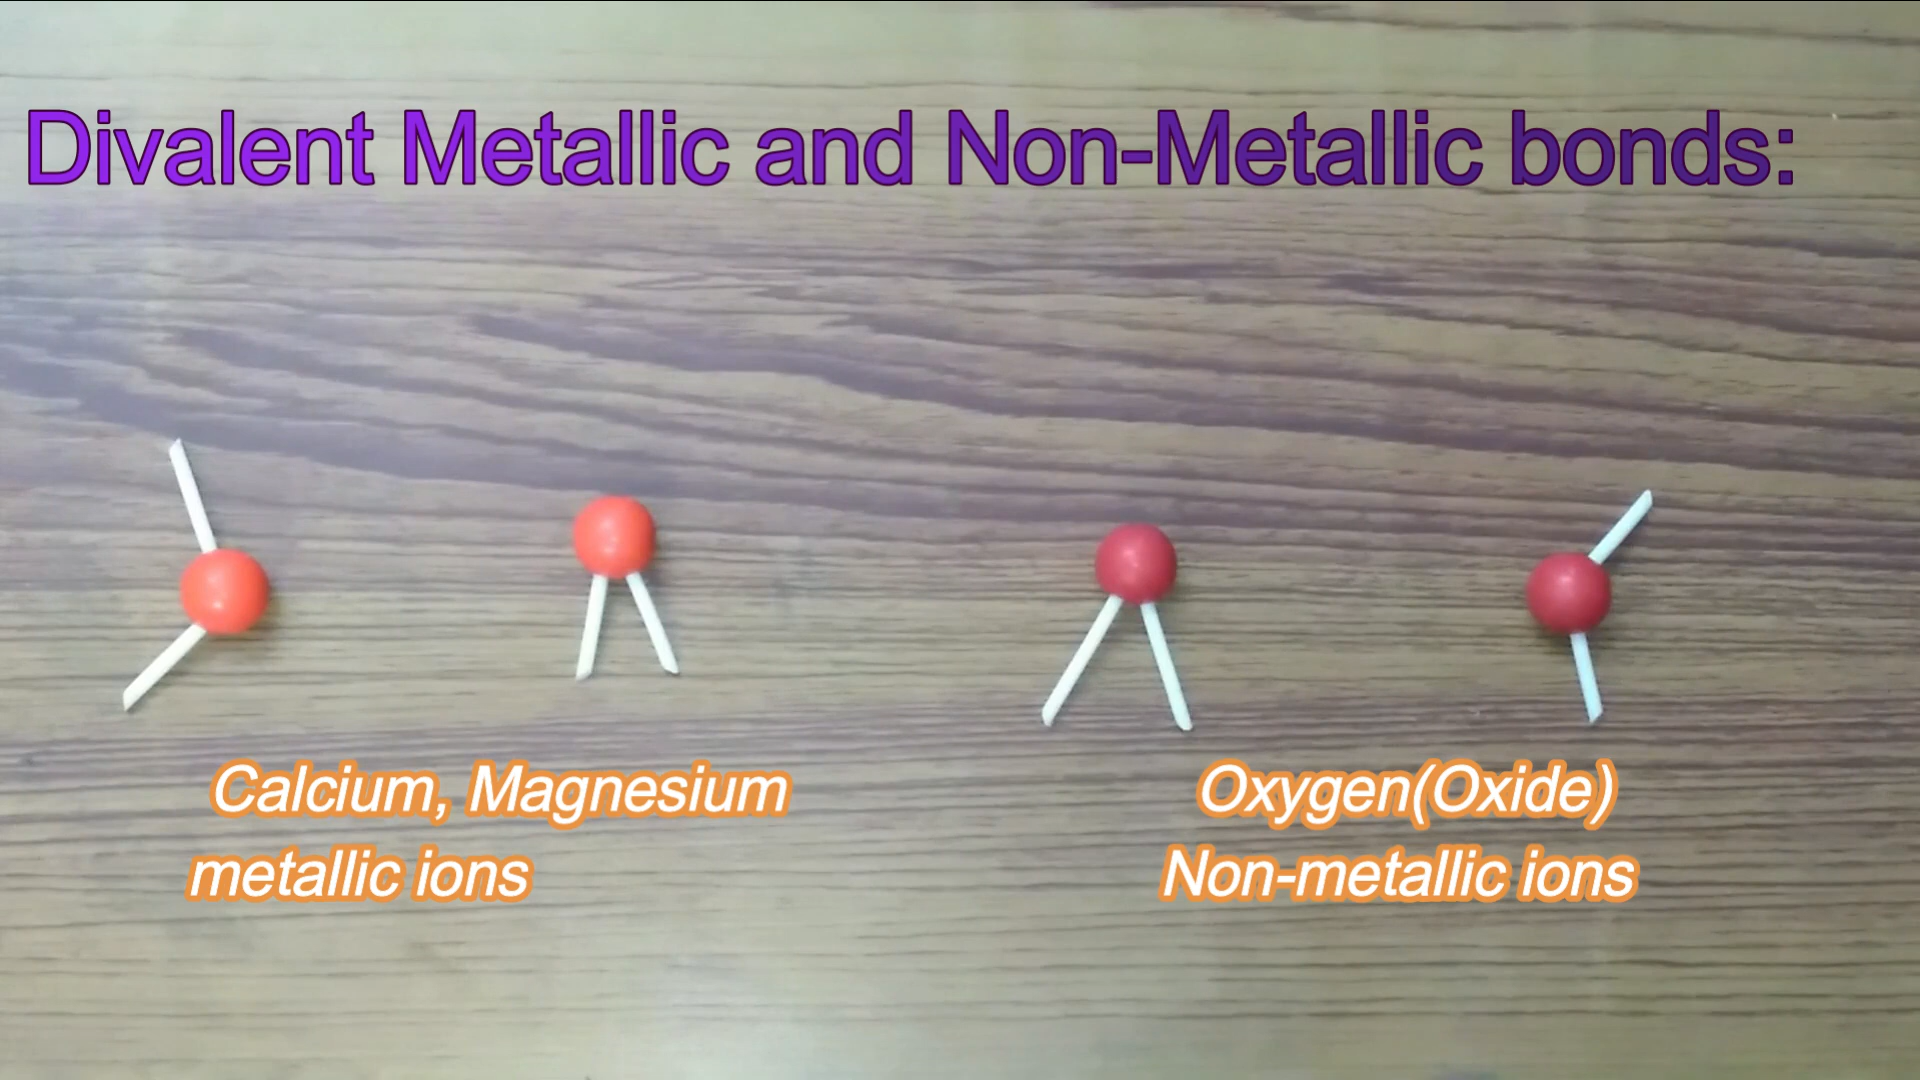 Divalent Metallic and Non-Metallic bonds:
Calcium, Magnesium
metallic ions
Oxygen(Oxide)
Non-metallic ions